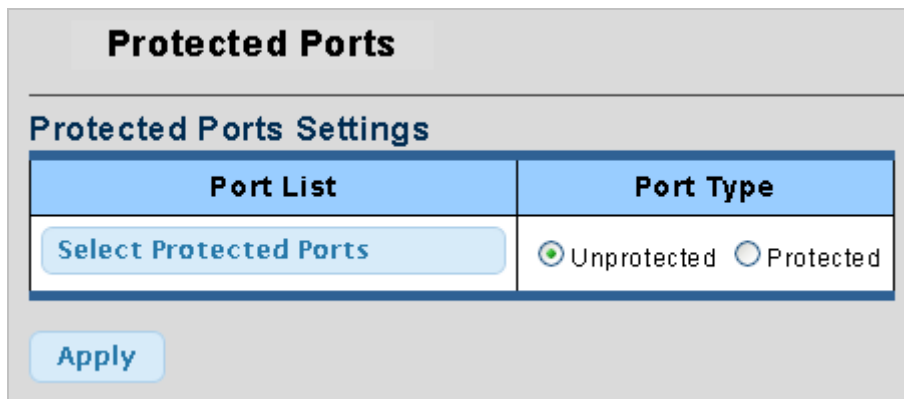 Protected Ports
Protected Ports Settings
Port List Port Type
Select Protected Ports Unprotected Protected
Apply